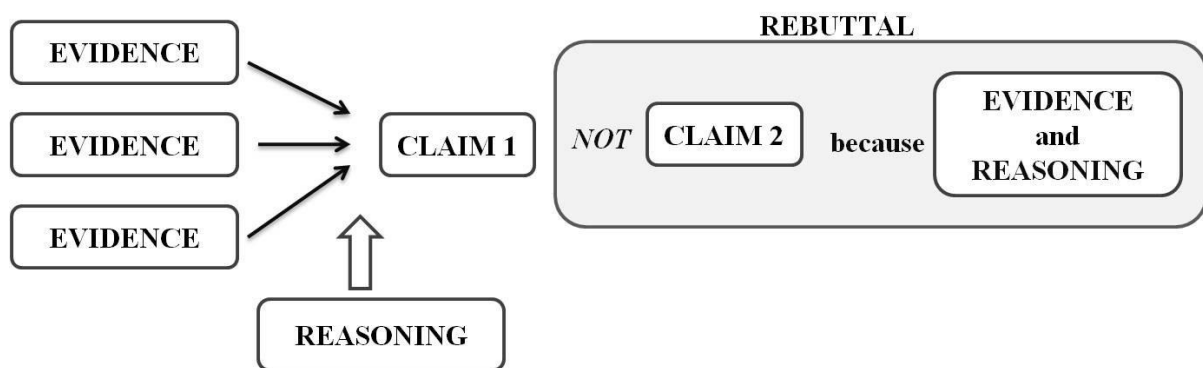 EVIDENCE
EVIDENCE
EVIDENCE
REASONING
CLAIM 1
REBUTTAL
NOT
CLAIM 2
because
EVIDENCE
and
REASONING